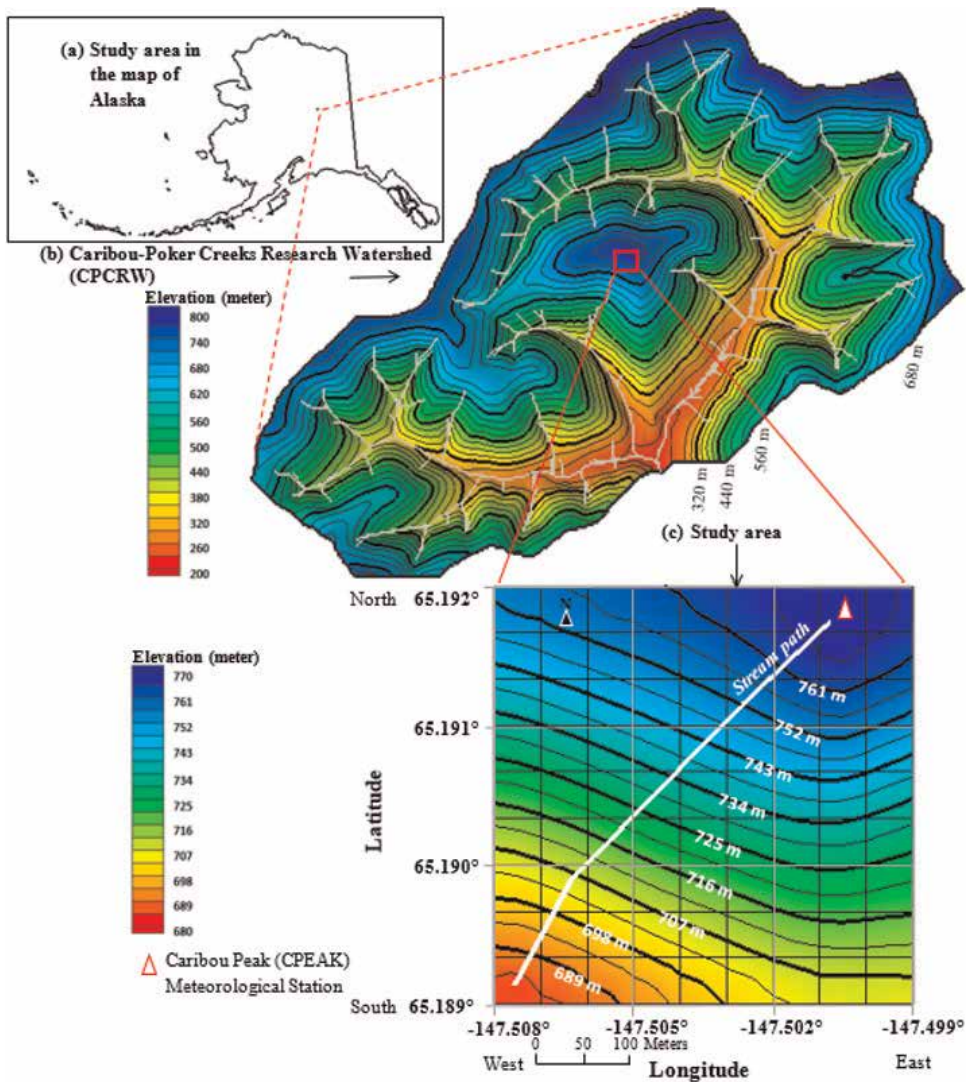 (a) Study area in
the map of
Alaska
(b) Caribou-Poker Creeks Research Watershed
(CPCRW)
Elevation (meter)
800
740
680
620
560
500
440
380
320
260
200
680 m
560 m
440 m
320 m
(c) Study area
North 65.192°
65.191°
65.190°
South 65.189°
Latitude
Elevation (meter)
770
761
752
743
734
725
716
707
698
689
680
Caribou Peak (CPEAK)
Meteorological Station
N
Stream path
761 m
752 m
743 m
734 m
725 m
716 m
707 m
698 m
689 m
-147.508° -147.505° -147.502° -147.499°
West 0 50 100 Meters Longitude East